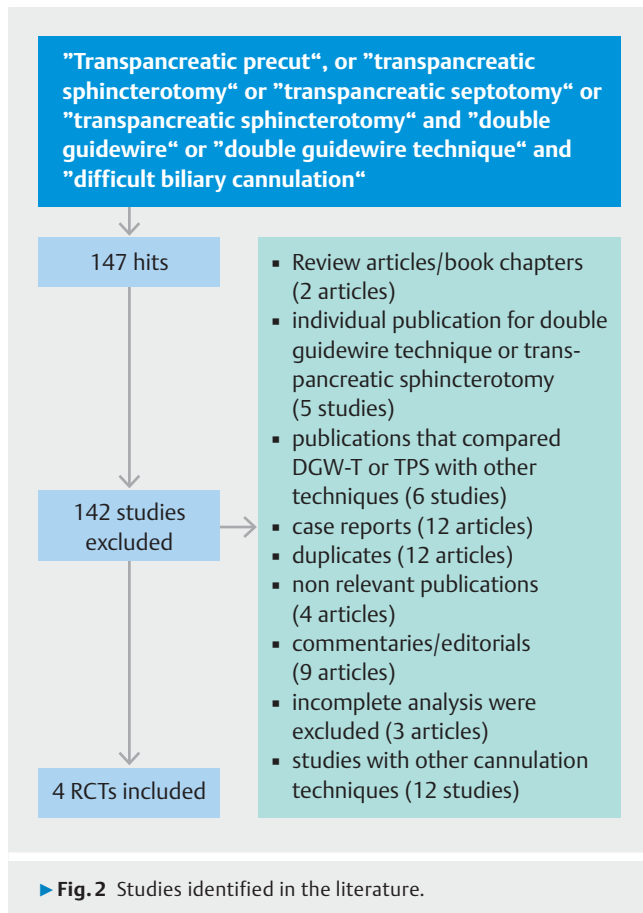 ”Transpancreatic precut“, or ”transpancreatic
sphincterotomy“ or ”transpancreatic septotomy“ or
”transpancreatic sphincterotomy“ and ”double
guidewire“ or ”double guidewire technique“ and
”difficult biliary cannulation“
147 hits
142 studies
excluded
▪ Review articles/book chapters
(2 articles)
▪ individual publication for double
guidewire technique or trans-
pancreatic sphincterotomy
(5 studies)
▪ publications that compared
DGW-T or TPS with other
techniques (6 studies)
▪ case reports (12 articles)
▪ duplicates (12 articles)
▪ non relevant publications
(4 articles)
▪ commentaries/editorials
(9 articles)
▪ incomplete analysis were
excluded (3 articles)
▪ studies with other cannulation
techniques (12 studies)
4 RCTs included
▶ Fig. 2 Studies identified in the literature.